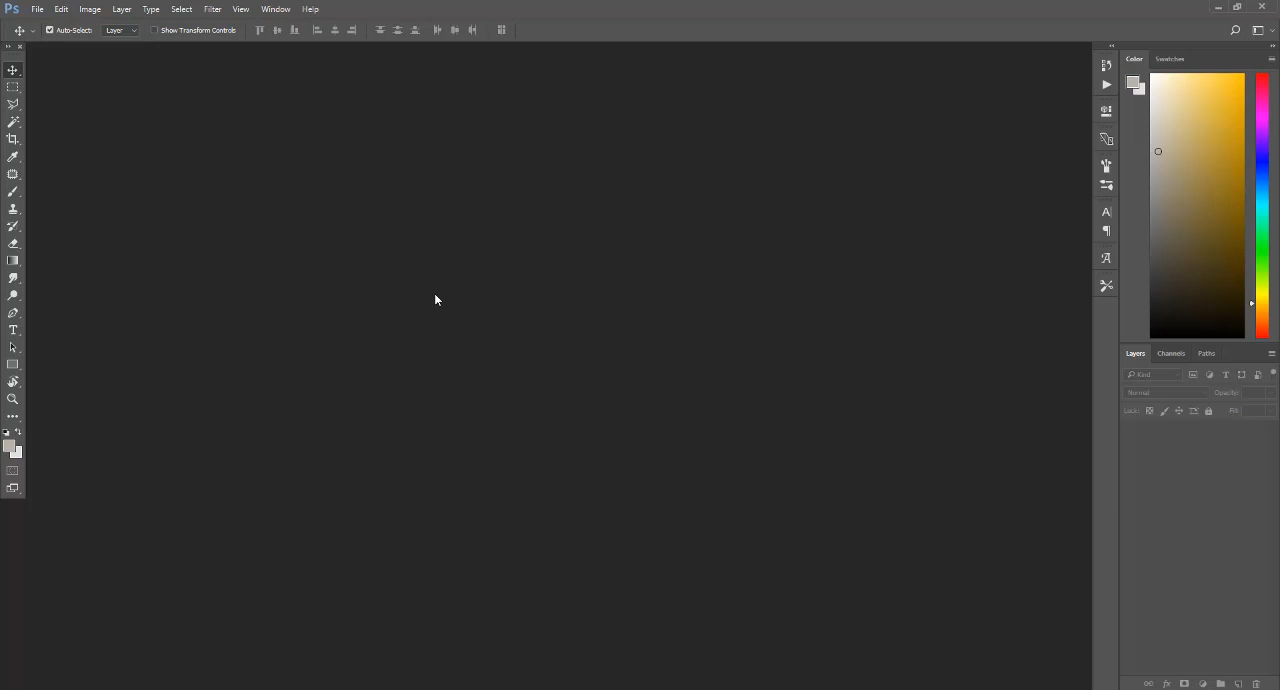 Ps File Edit Image Layer Type Select Filter View Window Help
Auto-Select: Layer Show Transform Controls
Color Swatches
Layers Channels Paths
Kind
Normal Opacity:
Lock: Fill: